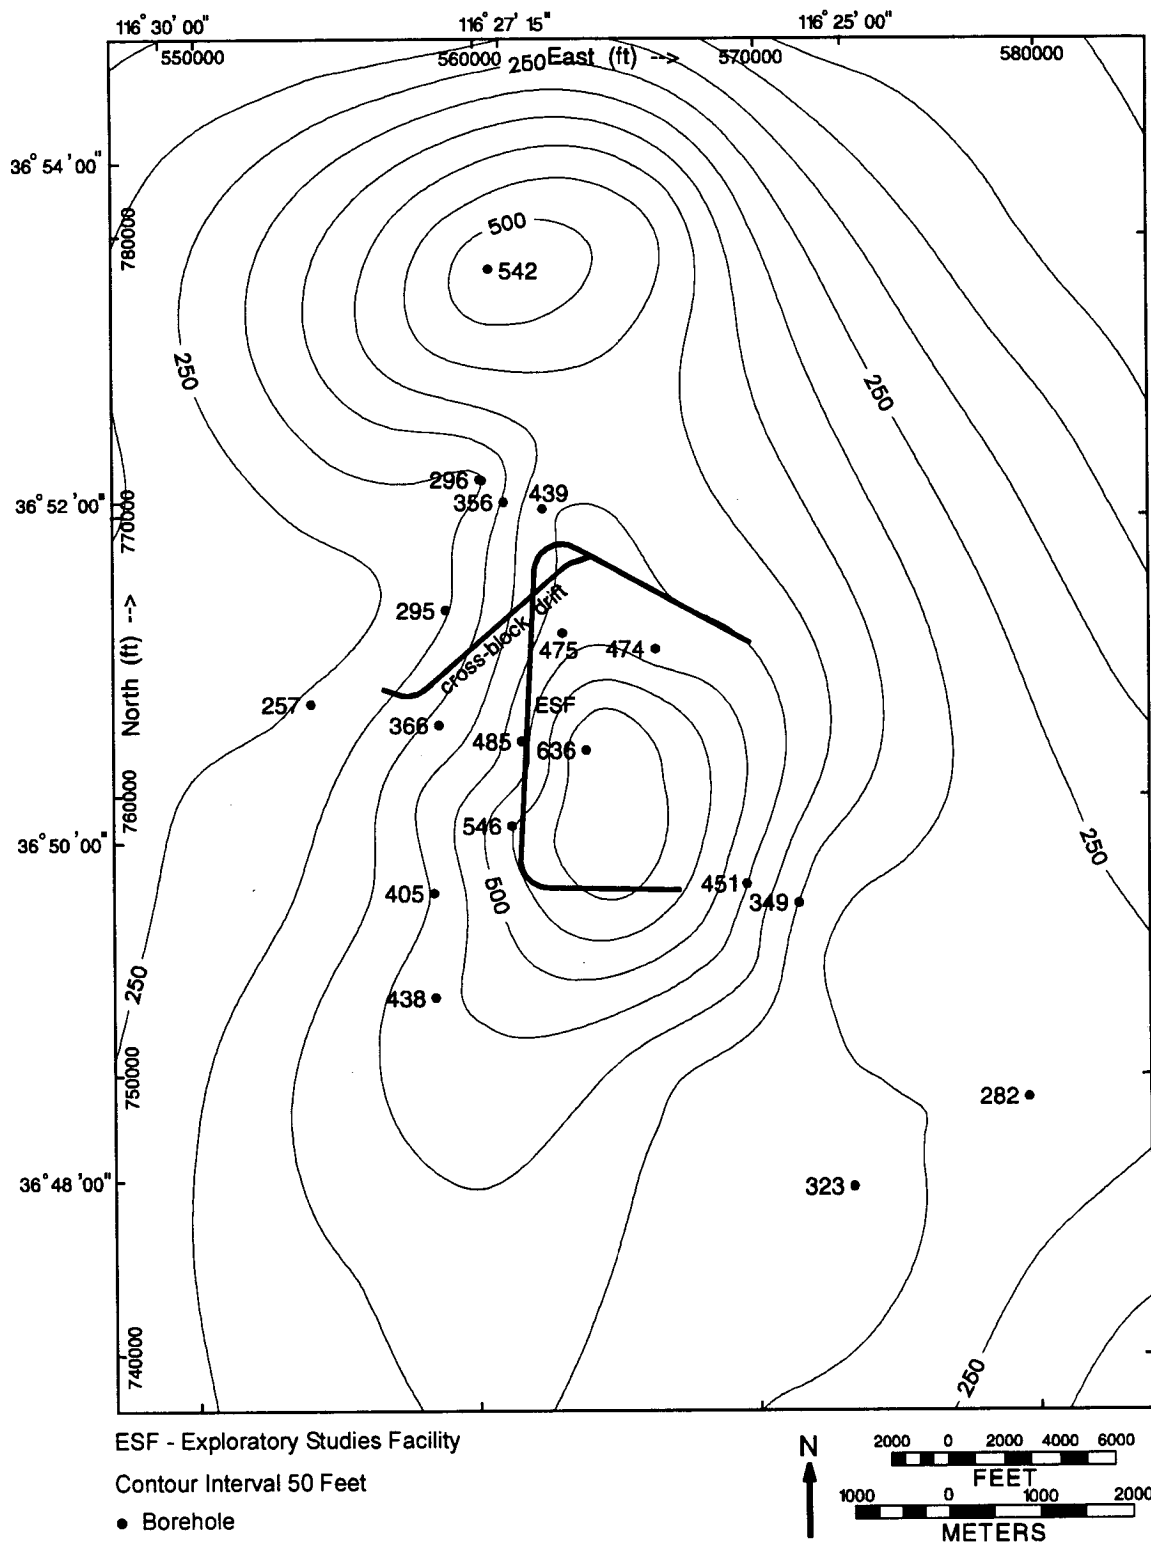 116° 30' 00"
116° 27' 15"
116° 25' 00"
550000
560000
East (ft) -->
570000
580000
250
36° 54' 00"
780000
500
542
250
250
296
356
439
36° 52' 00"
770000
North (ft) -->
295
cross-block drift
475
474
257
ESF
366
485
636
760000
546
36° 50' 00"
250
405
500
451
349
250
438
750000
282
36° 48' 00"
323
740000
250
ESF - Exploratory Studies Facility
Contour Interval 50 Feet
Borehole
N
2000 0 2000 4000 6000
FEET
1000 0 1000 2000
METERS